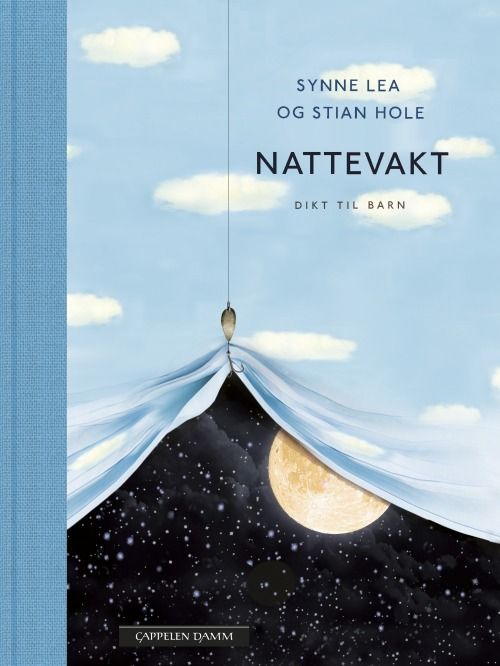 SYNNE LEA
OG STIAN HOLE
NATTEVAKT
DIKT TIL BARN
CAPPELEN DAMM